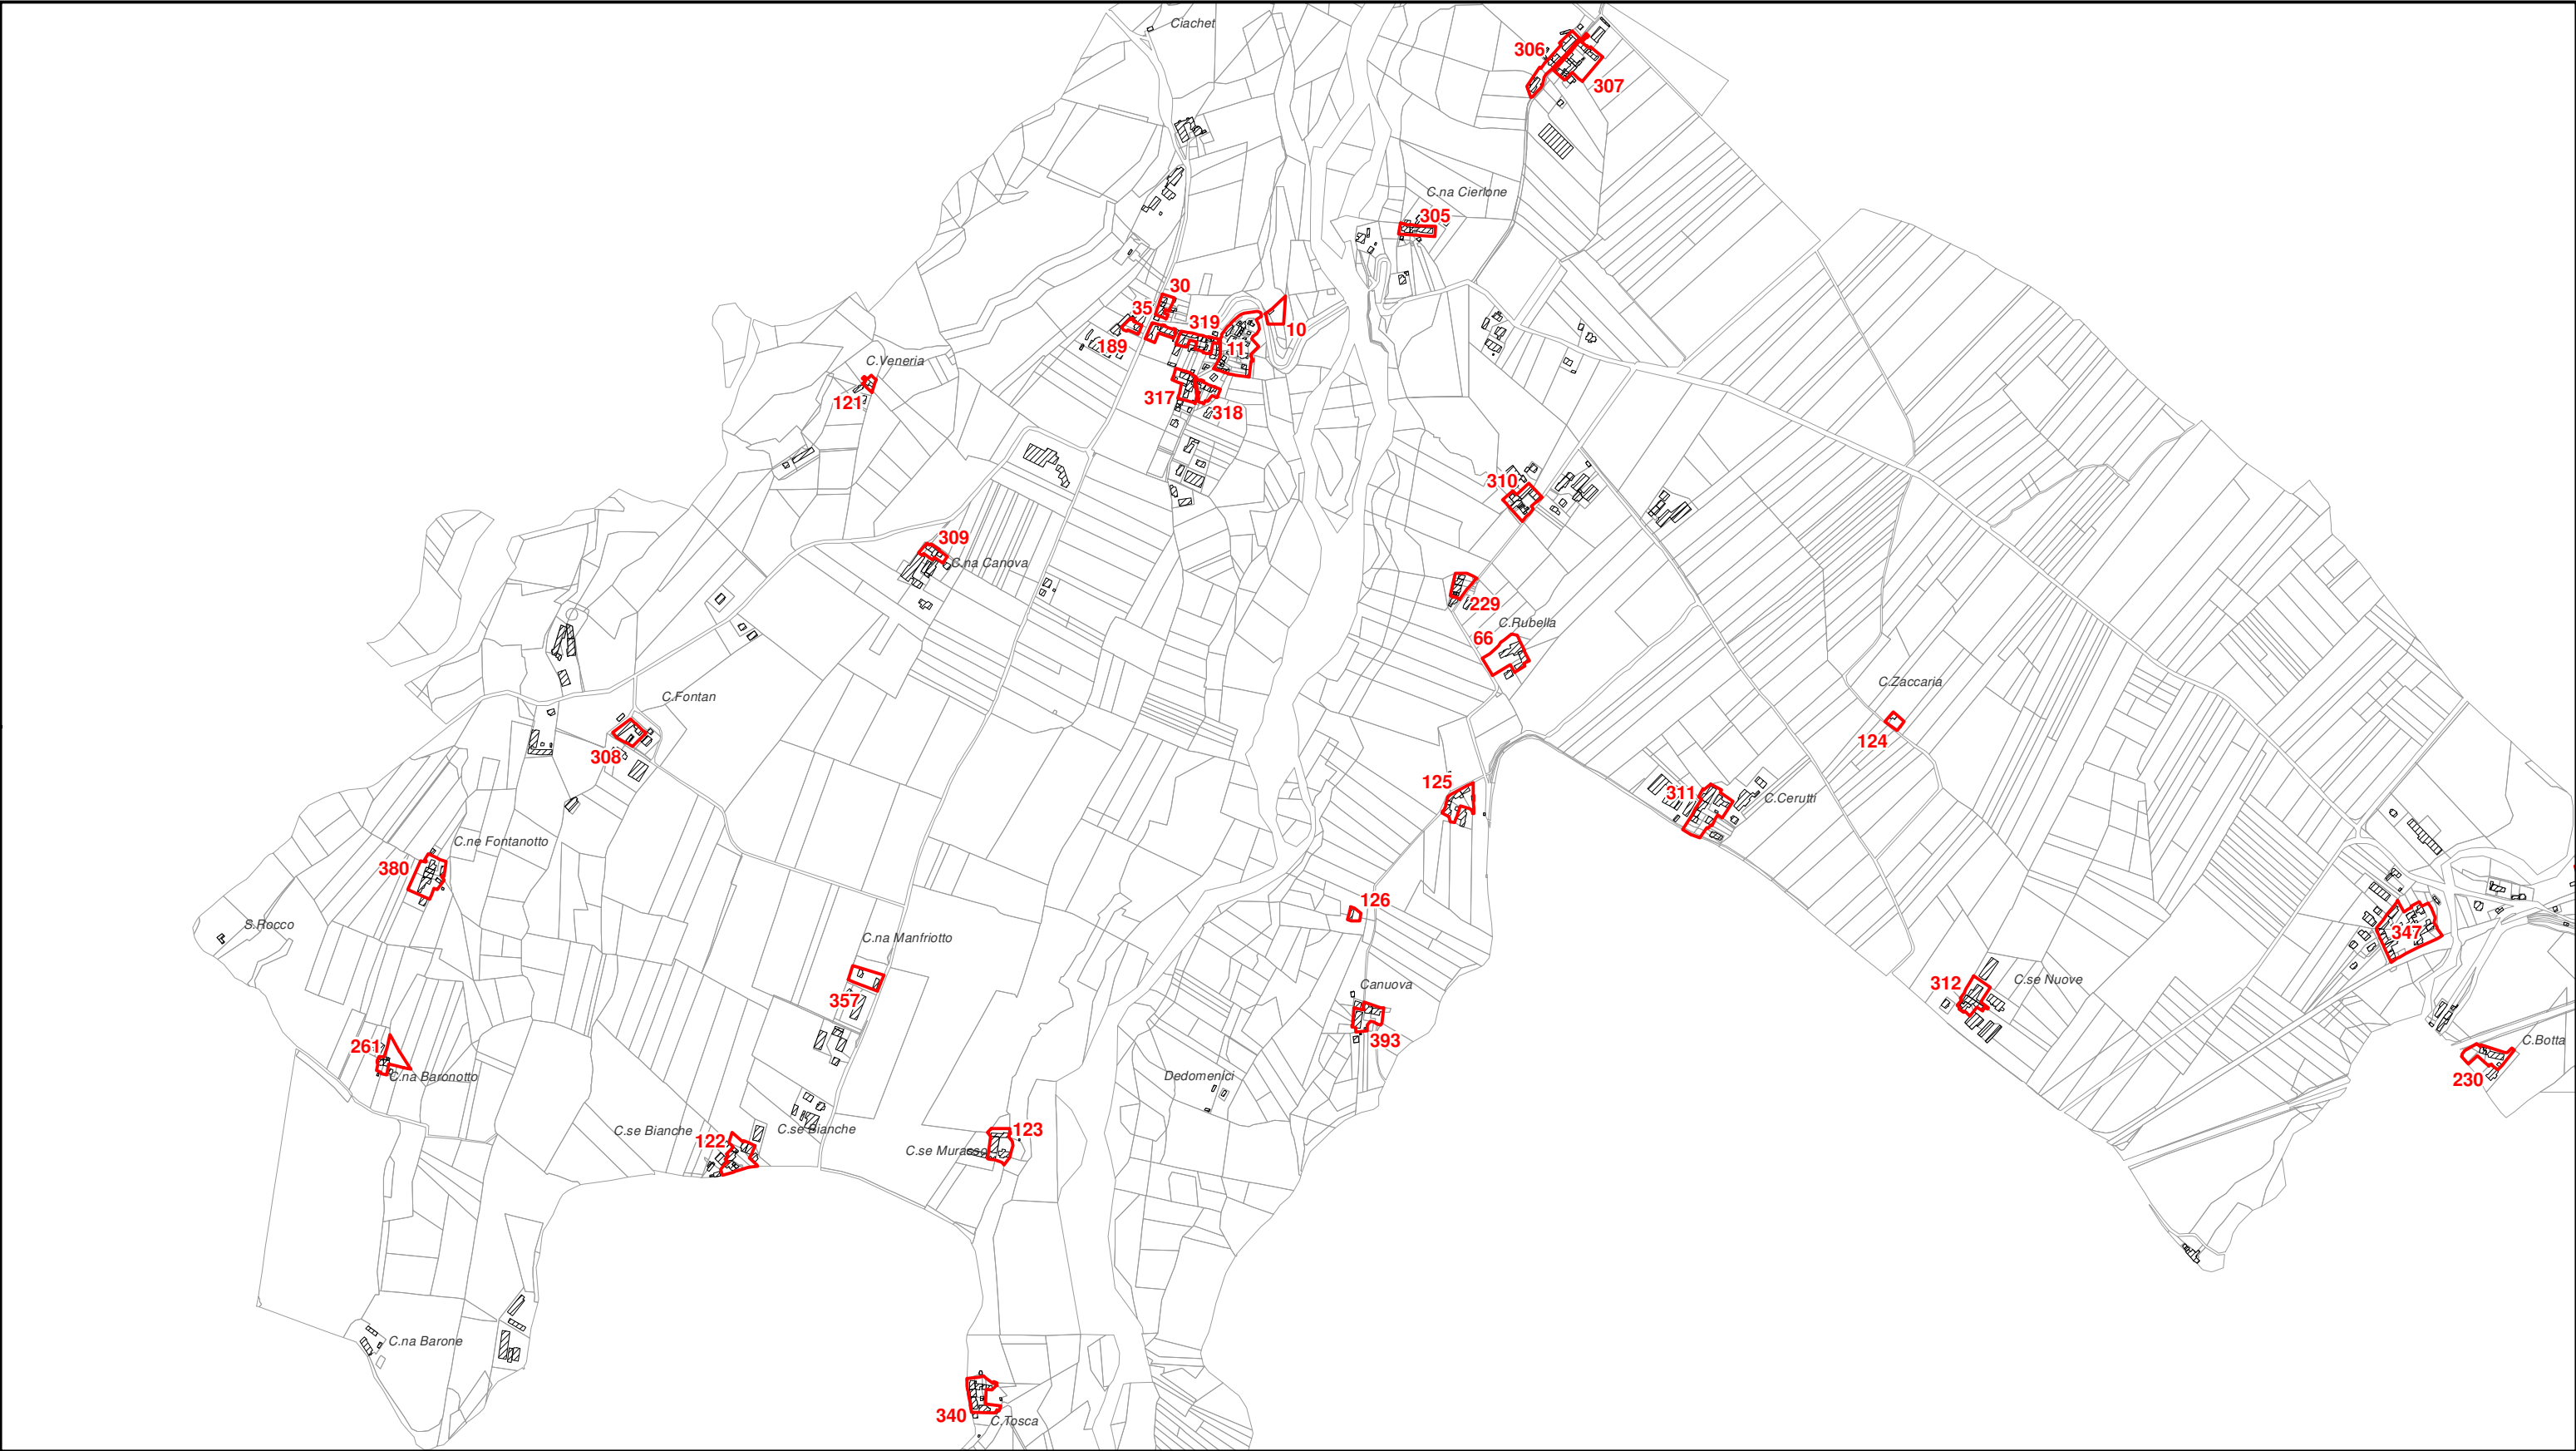 Ciachet
306
307
C.na Cierlone
305
30
35
319
10
189
11
C.Veneria
121
317
318
310
309
C.na Canova
229
C.Rubella
66
C.Zaccaria
C.Fontan
124
308
125
311
C.Cerutti
C.ne Fontanotto
380
126
S.Rocco
347
C.na Manfriotto
357
Canuova
312
C.se Nuove
393
C.Botta
261
C.na Baronotto
Dedomenici
230
C.se Bianche
122
C.se Bianche
123
C.se Murasso
C.na Barone
340
C.Tosca